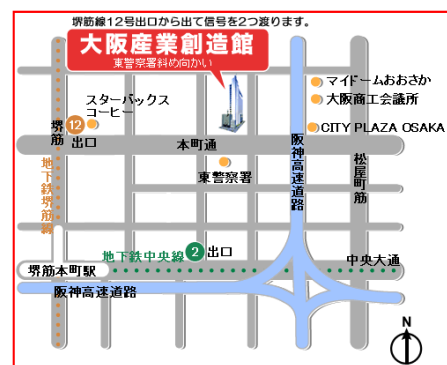 堺筋線12号出口から出て信号を2つ渡ります。
大阪産業創造館
東警察署斜め向かい
マイドームおおさか
大阪商工会議所
CITY PLAZA OSAKA
スターバックス
コーヒー
堺筋
12
出口
本町通
東警察署
阪神高速道路
松屋町筋
地下鉄堺筋線
地下鉄中央線
2
出口
中央大通
堺筋本町駅
阪神高速道路
N